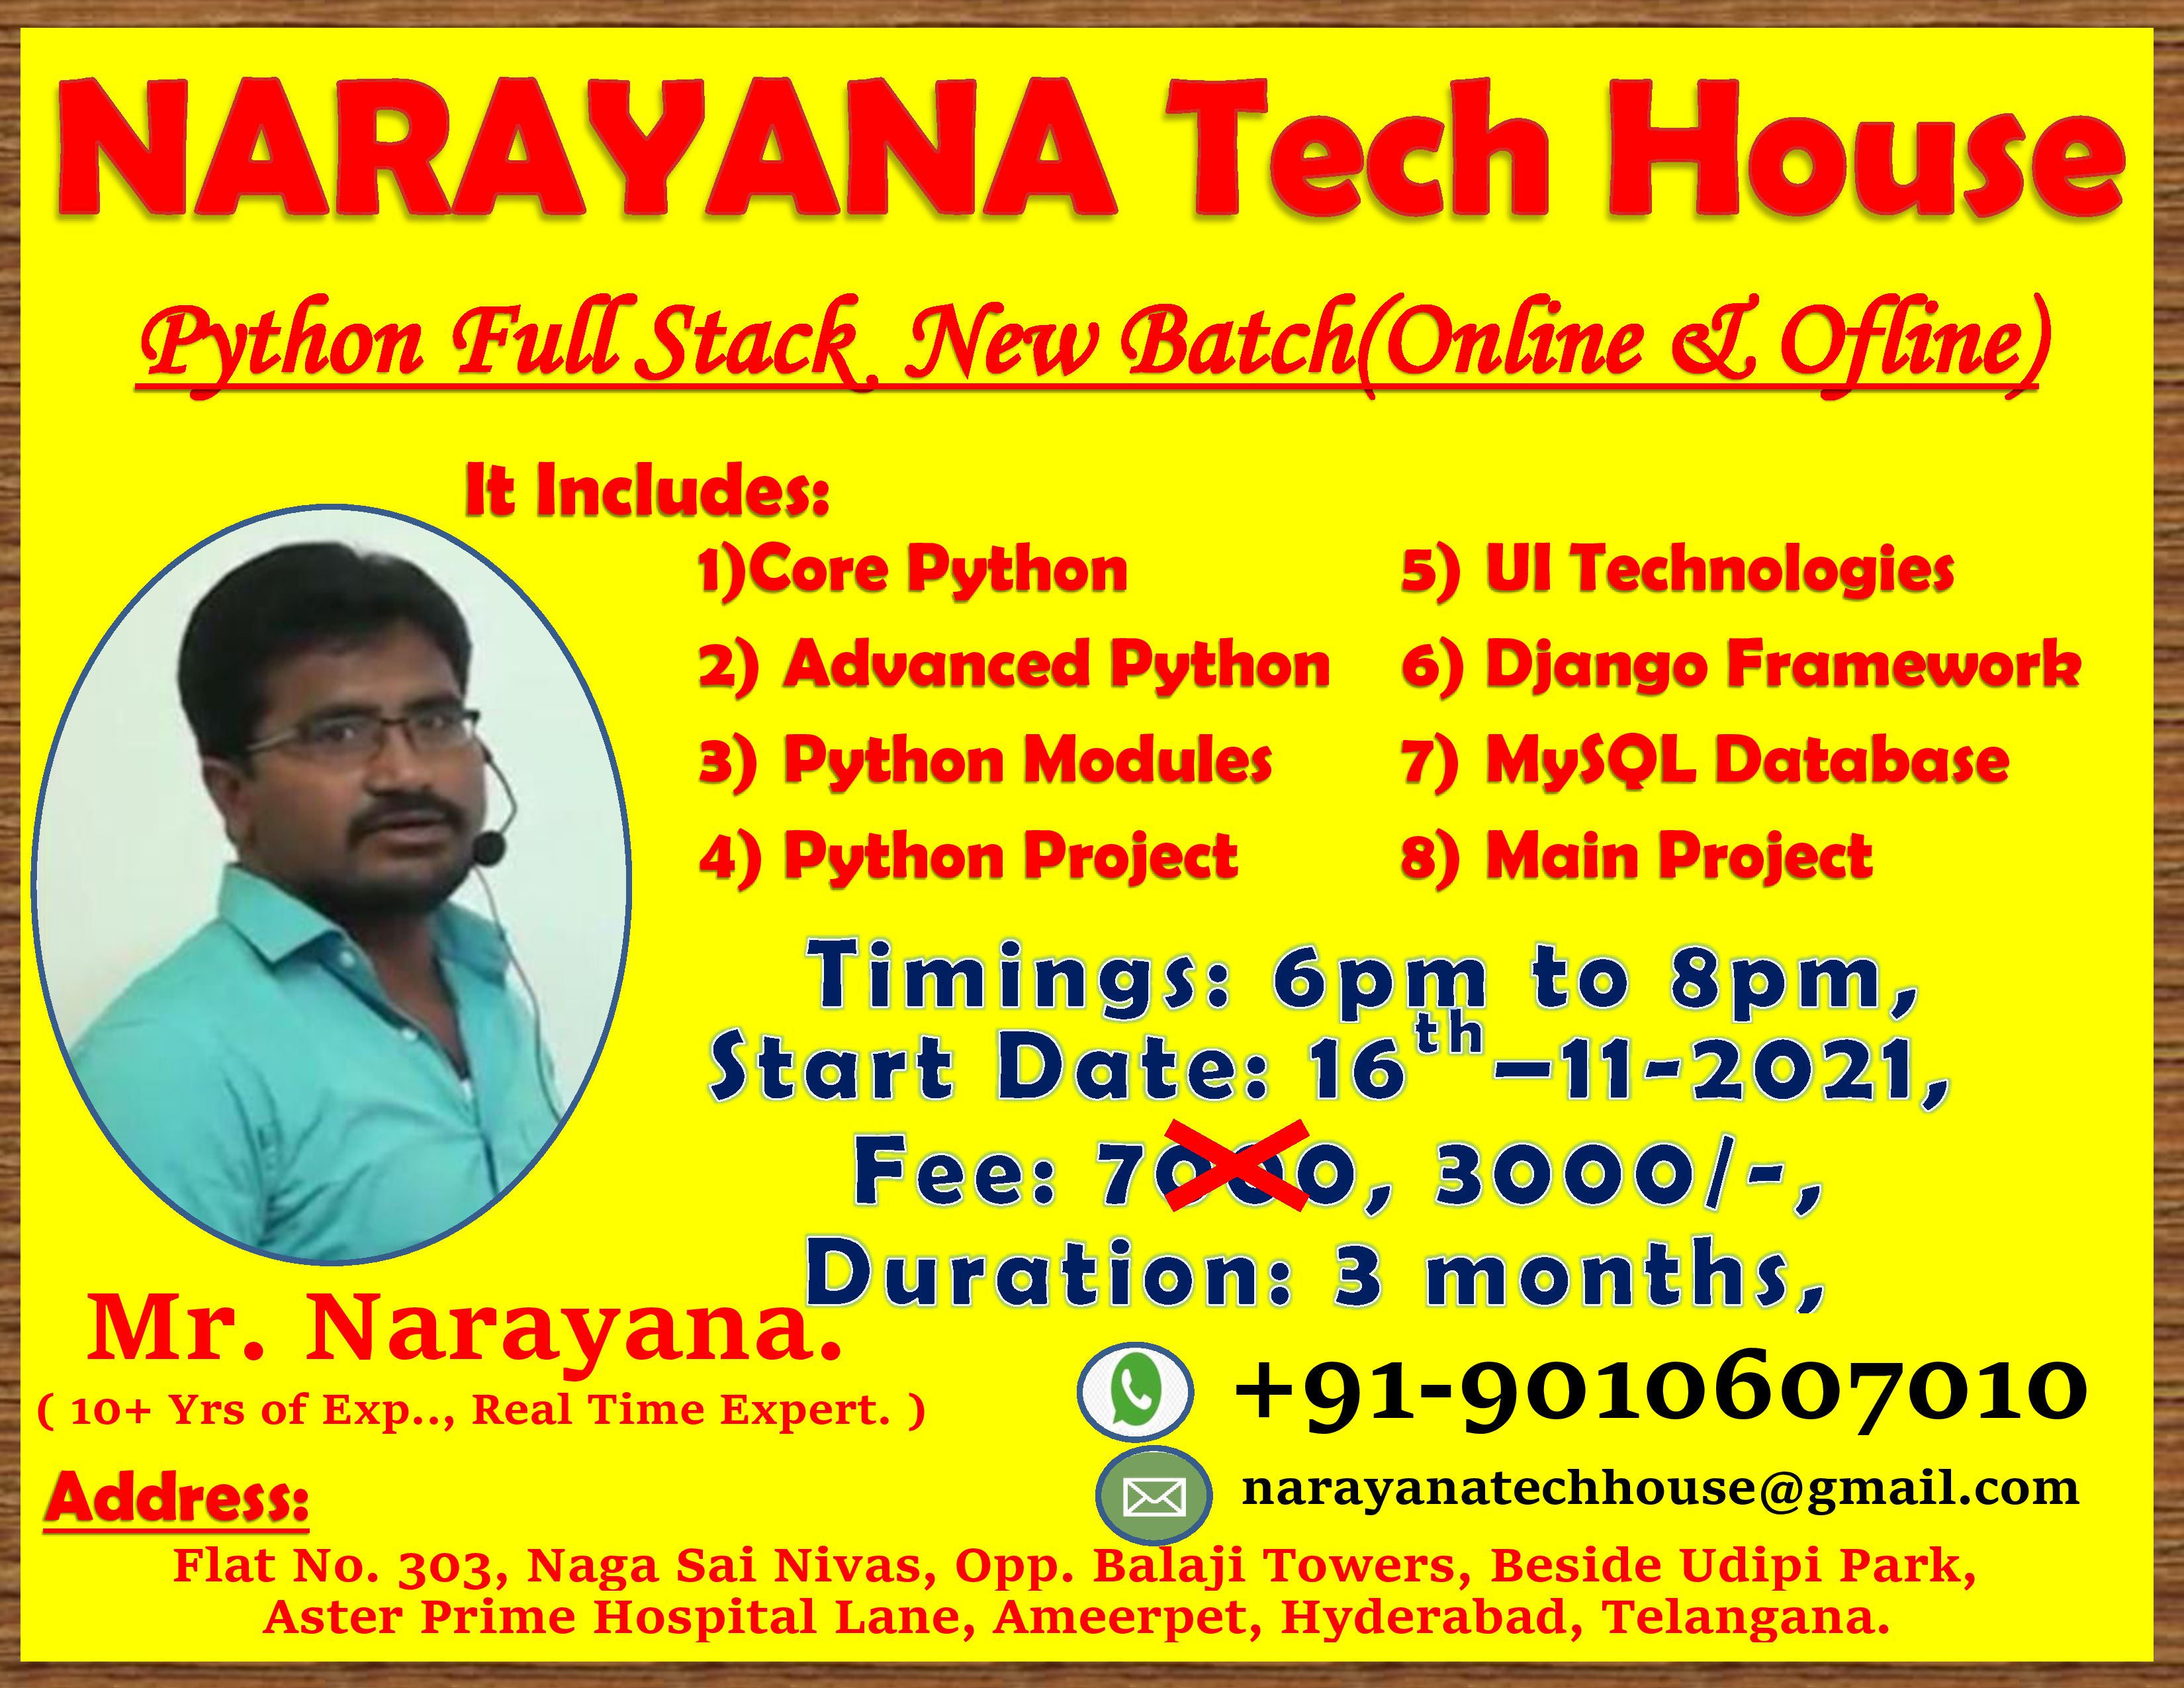 NARAYANA Tech House
Python Full Stack, New Batch(Online & Ofline)
It Includes:
1)Core Python
2) Advanced Python
3) Python Modules
4) Python Project
5) UI Technologies
6) Django Framework
7) MySQL Database
8) Main Project
Timings: 6pm to 8pm,
Start Date: 16th–11-2021,
Fee: 7000, 3000/-,
Duration: 3 months,
Mr. Narayana.
( 10+ Yrs of Exp.., Real Time Expert. )
+91-9010607010
narayanatechhouse@gmail.com
Address:
Flat No. 303, Naga Sai Nivas, Opp. Balaji Towers, Beside Udipi Park,
Aster Prime Hospital Lane, Ameerpet, Hyderabad, Telangana.